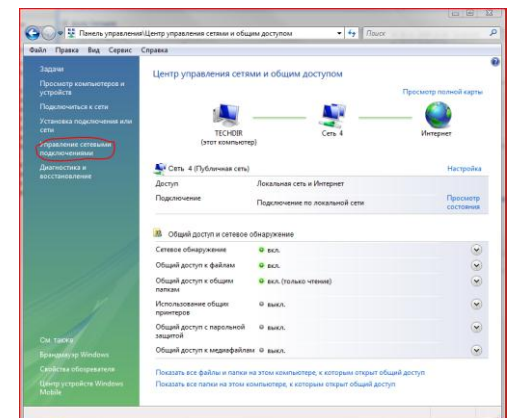 Панель управления\Центр управления сетями и общим доступом
Поиск
Файл Правка Вид Сервис Справка
Задачи
Просмотр компьютеров и
устройств
Подключиться к сети
Установка подключения или
сети
Управление сетевыми
подключениями
Диагностика и
восстановление
См. также
Брандмауэр Windows
Свойства обозревателя
Центр устройств Windows
Mobile
Центр управления сетями и общим доступом
Просмотр полной карты
TECHDIR
(этот компьютер)
Сеть 4
Интернет
Сеть 4 (Публичная сеть)
Настройка
Доступ Локальная сеть и Интернет
Подключение Подключение по локальной сети
Просмотр
состояния
Общий доступ и сетевое обнаружение
Сетевое обнаружение вкл.
Общий доступ к файлам вкл.
Общий доступ к общим
папкам
вкл. (только чтение)
Использование общих
принтеров
выкл.
Общий доступ с парольной
защитой
выкл.
Общий доступ к медиафайлам выкл.
Показать все файлы и папки на этом компьютере, к которым открыт общий доступ
Показать все папки на этом компьютере, к которым открыт общий доступ